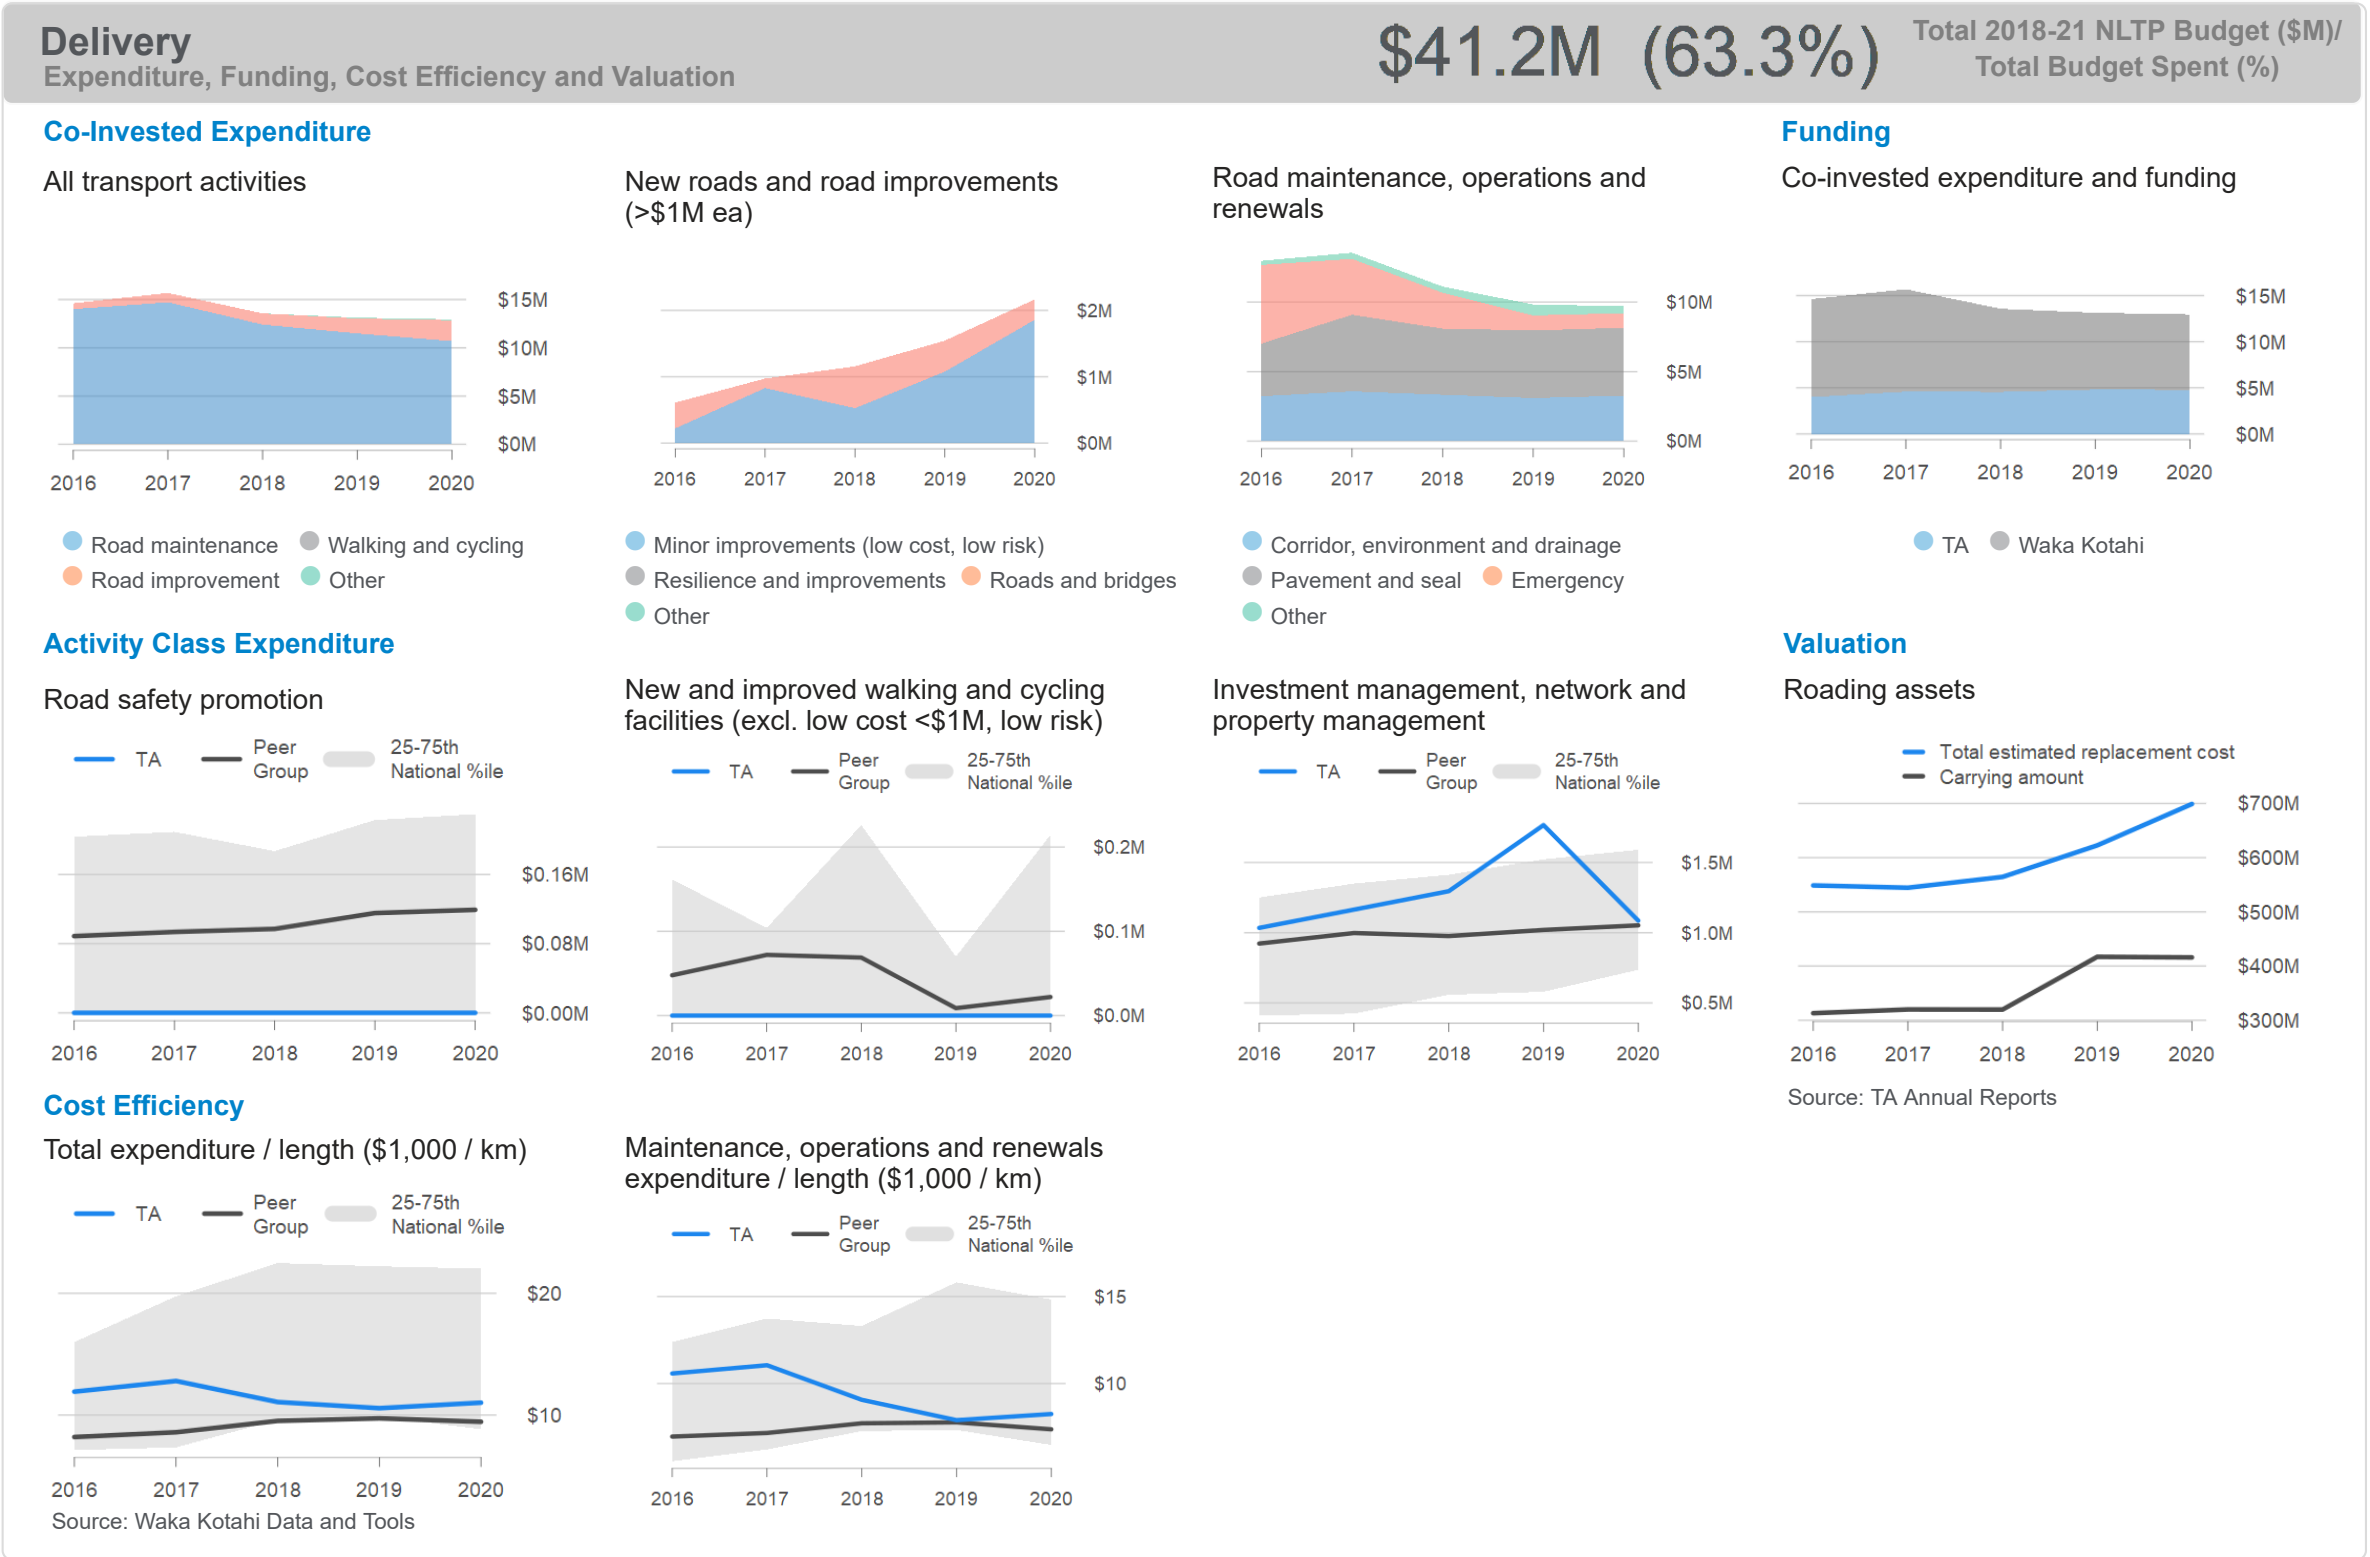 Delivery
Expenditure, Funding, Cost Efficiency and Valuation
$41.2M (63.3%)
Total 2018-21 NLTP Budget ($M)/
Total Budget Spent (%)
Co-Invested Expenditure
All transport activities
$15M
$10M
$5M
$0M
2016 2017 2018 2019 2020
Road maintenance Walking and cycling
Road improvement Other
New roads and road improvements
(>$1M ea)
$2M
$1M
$0M
2016 2017 2018 2019 2020
Minor improvements (low cost, low risk)
Resilience and improvements Roads and bridges
Other
Road maintenance, operations and
renewals
$10M
$5M
$0M
2016 2017 2018 2019 2020
Corridor, environment and drainage
Pavement and seal Emergency
Other
Funding
Co-invested expenditure and funding
$15M
$10M
$5M
$0M
2016 2017 2018 2019 2020
TA Waka Kotahi
Activity Class Expenditure
Road safety promotion
TA Peer Group 25-75th National %ile
$0.16M
$0.08M
$0.00M
2016 2017 2018 2019 2020
New and improved walking and cycling
facilities (excl. low cost <$1M, low risk)
TA Peer Group 25-75th National %ile
$0.2M
$0.1M
$0.0M
2016 2017 2018 2019 2020
Investment management, network and
property management
TA Peer Group 25-75th National %ile
$1.5M
$1.0M
$0.5M
2016 2017 2018 2019 2020
Valuation
Roading assets
Total estimated replacement cost
Carrying amount
$700M
$600M
$500M
$400M
$300M
2016 2017 2018 2019 2020
Source: TA Annual Reports
Cost Efficiency
Total expenditure / length ($1,000 / km)
TA Peer Group 25-75th National %ile
$20
$10
2016 2017 2018 2019 2020
Source: Waka Kotahi Data and Tools
Maintenance, operations and renewals
expenditure / length ($1,000 / km)
TA Peer Group 25-75th National %ile
$15
$10
2016 2017 2018 2019 2020